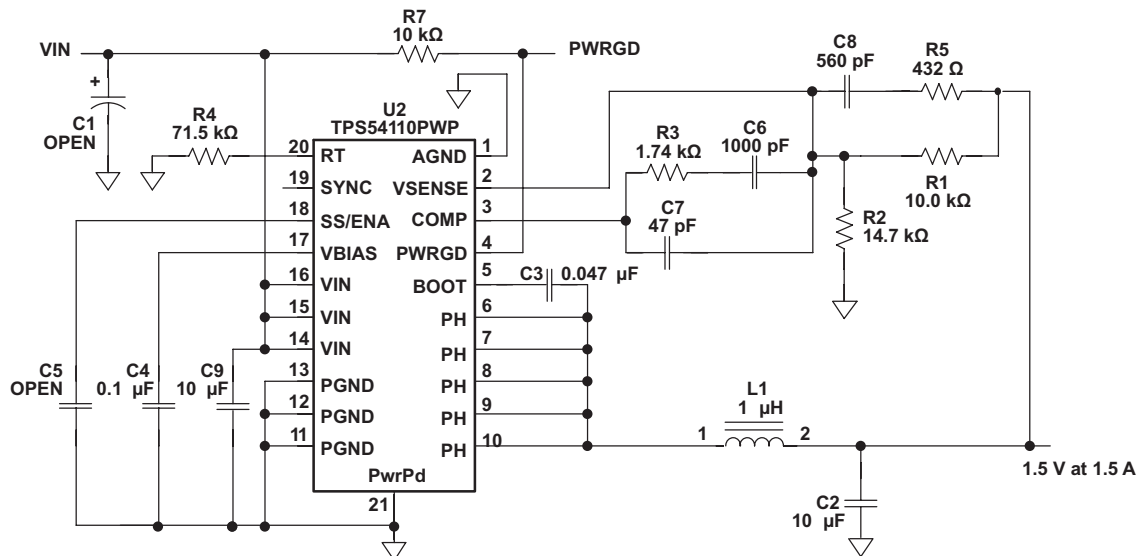 VIN
R7
10 kΩ
PWRGD
C8
560 pF
R5
432 Ω
+
C1
OPEN
R4
71.5 kΩ
U2
TPS54110PWP
R3
1.74 kΩ
C6
1000 pF
R1
10.0 kΩ
C7
47 pF
R2
14.7 kΩ
20 RT
AGND 1
19 SYNC
VSENSE 2
18 SS/ENA
COMP 3
17 VBIAS
PWRGD 4
16 VIN
BOOT 5
C3 0.047 µF
15 VIN
PH 6
14 VIN
PH 7
13 PGND
PH 8
12 PGND
PH 9
11 PGND
PH 10
PwrPd
21
C5
OPEN
C4
0.1 µF
C9
10 µF
L1
1 µH
1 2
1.5 V at 1.5 A
C2
10 µF